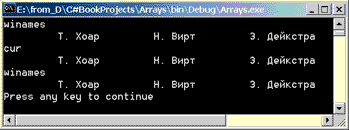 E:\from_D\C#BookProjects\Arrays\bin\Debug\Arrays.exe
winames
Т. Хоар Н. Вирт Э. Дейкстра
cur
Т. Хоар Н. Вирт Э. Дейкстра
winames
Т. Хоар Н. Вирт Э. Дейкстра
Press any key to continue